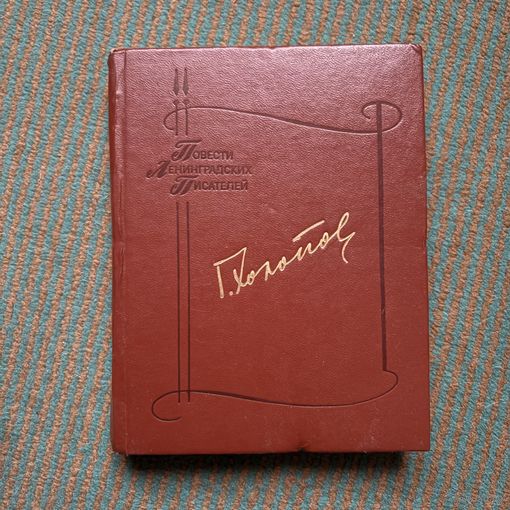 Повести
Ленинградских
Писателей
Г. Холопов